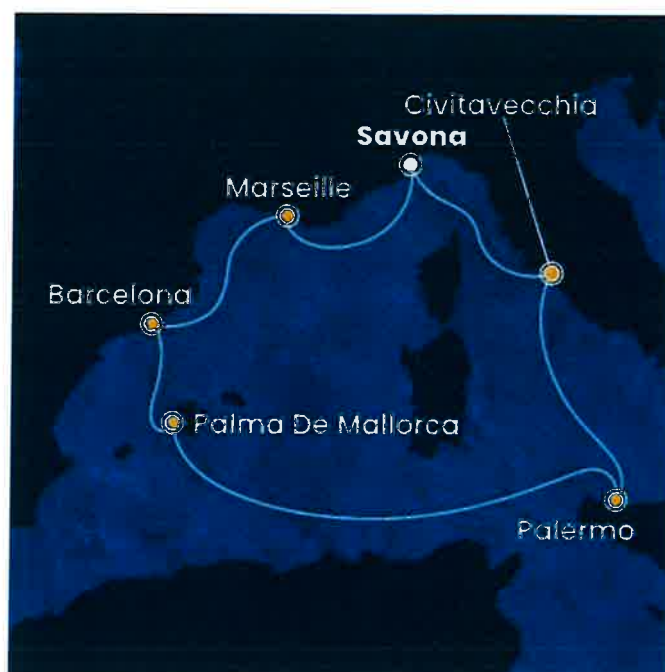 Civitavecchia
Savona
Marseille
Barcelona
Palma De Mallorca
Palermo